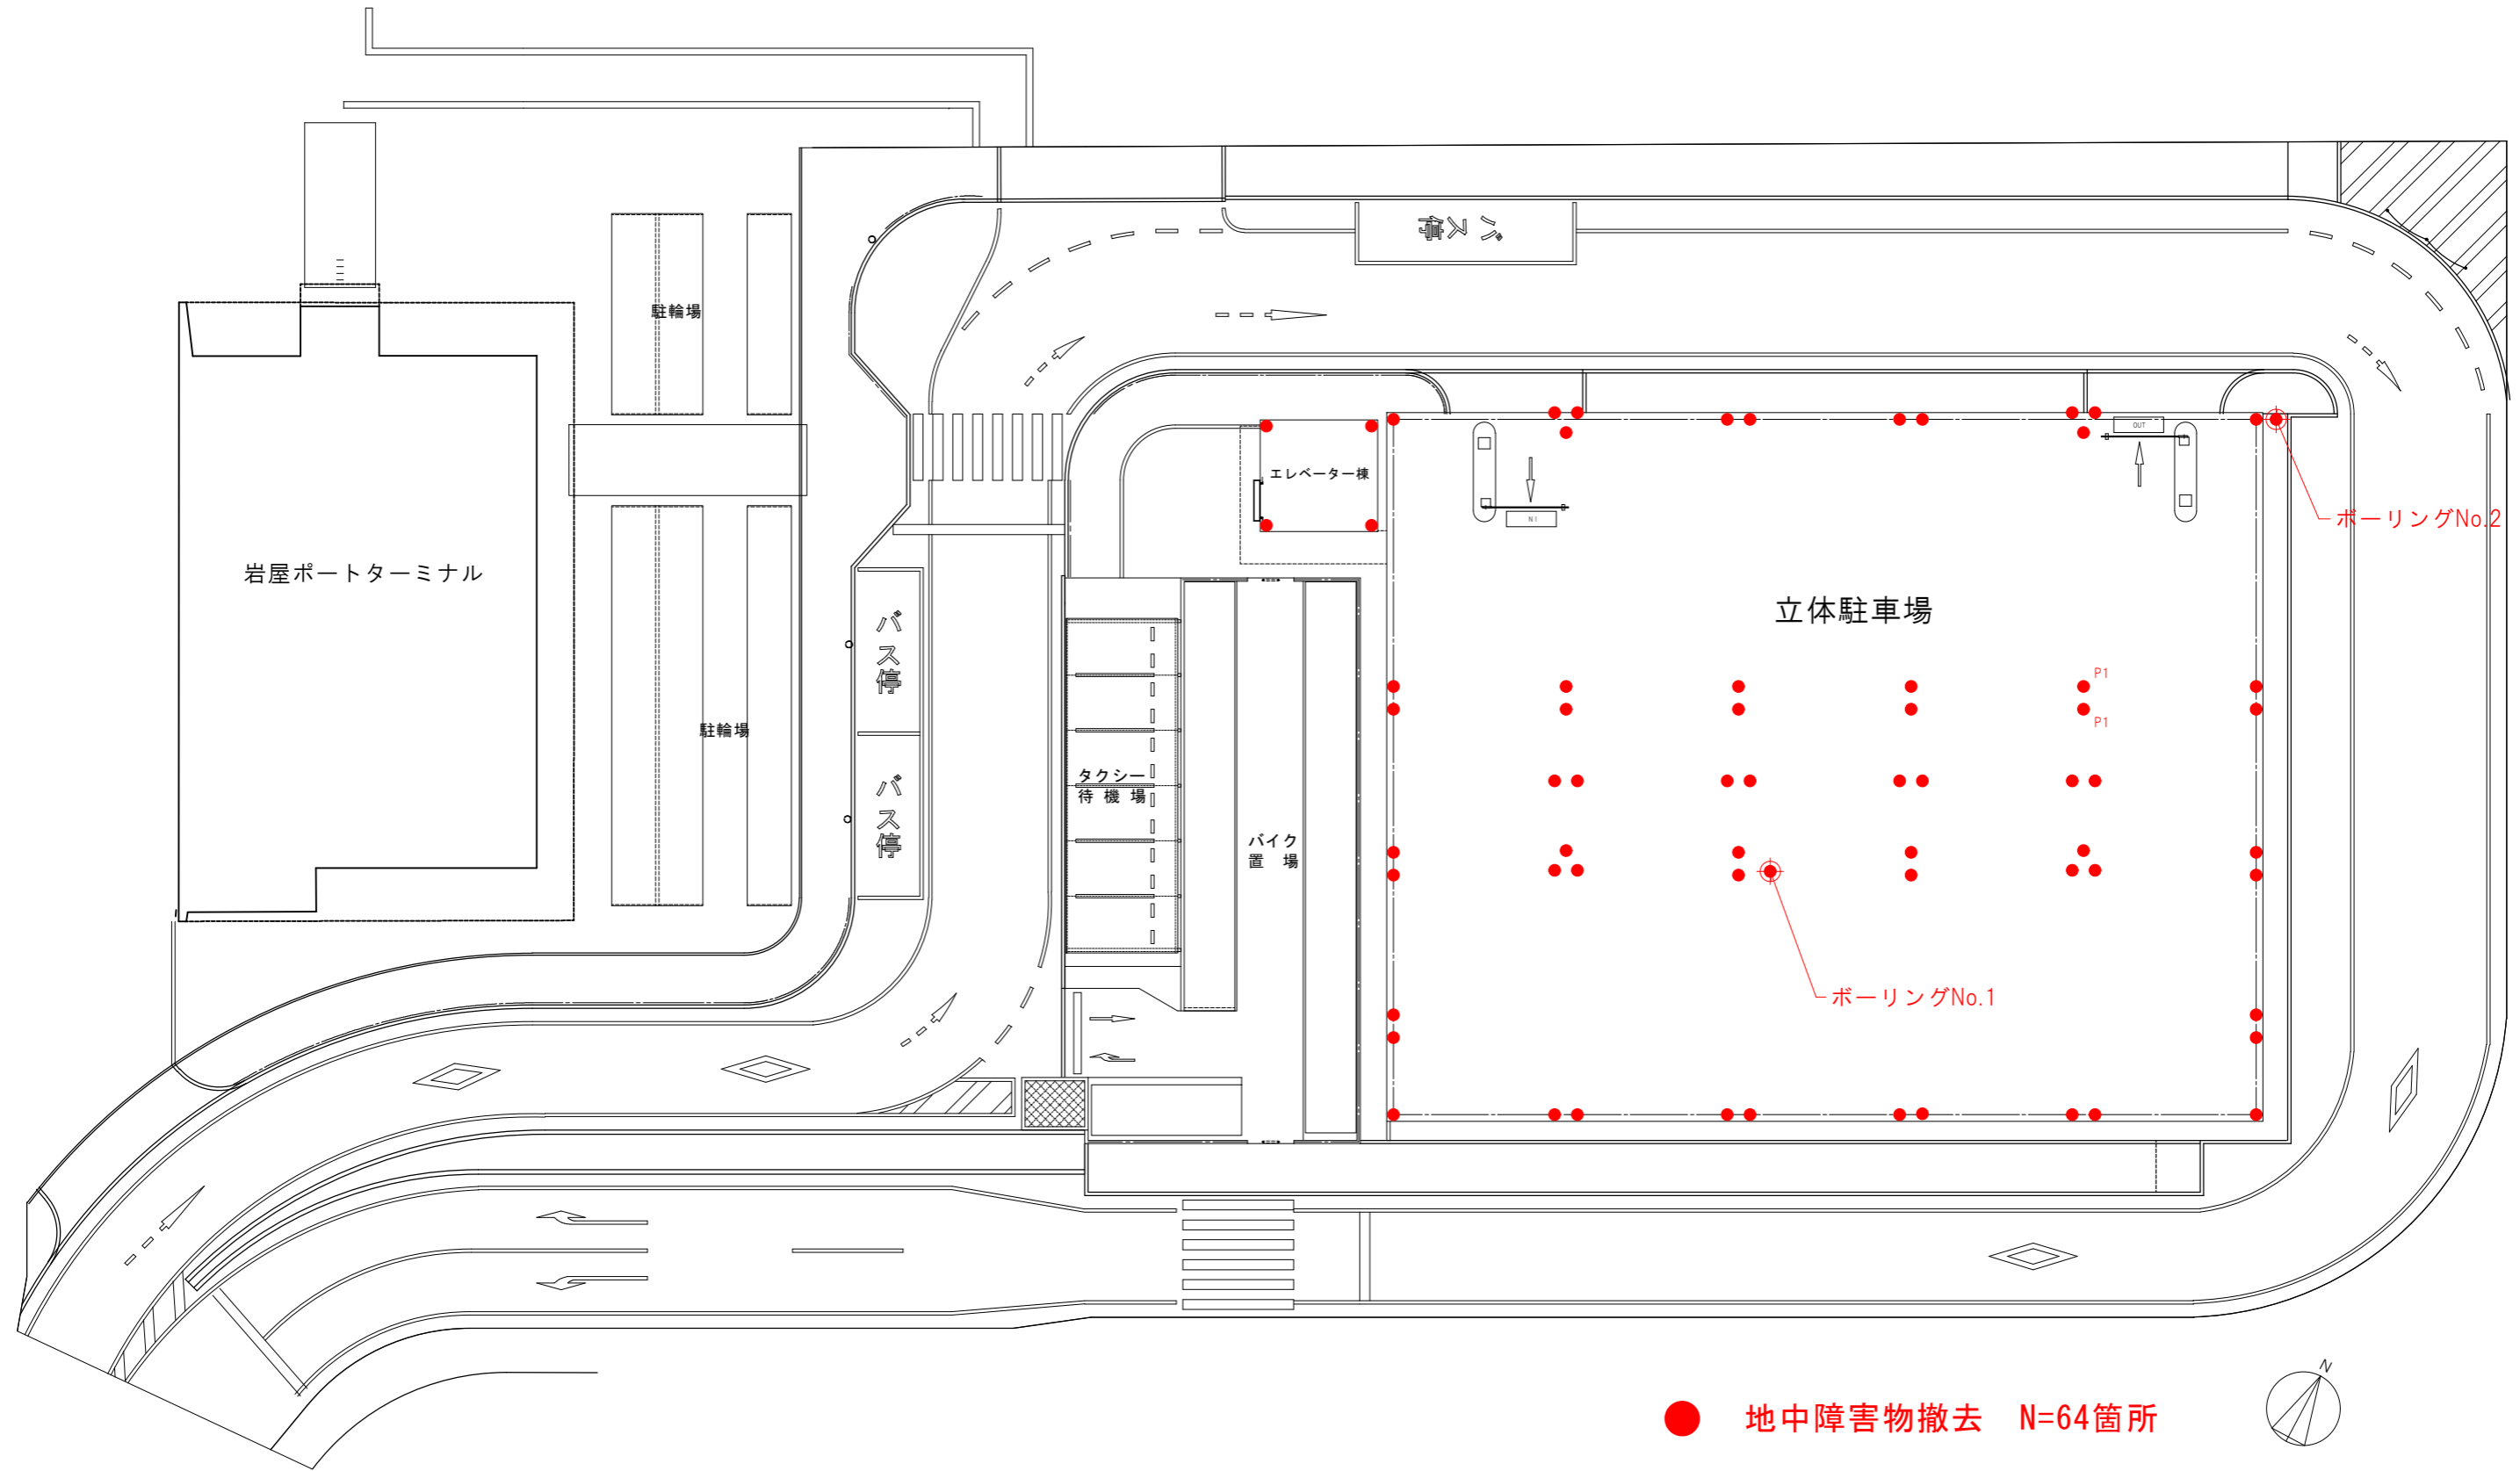 バス停
駐輪場
OUT
エレベーター棟
IN
ボーリングNo.2
岩屋ポートターミナル
立体駐車場
バス停
P1
P1
駐輪場
タクシー
待機場
バス停
バイク
置場
ボーリングNo.1
N
地中障害物撤去 N=64箇所